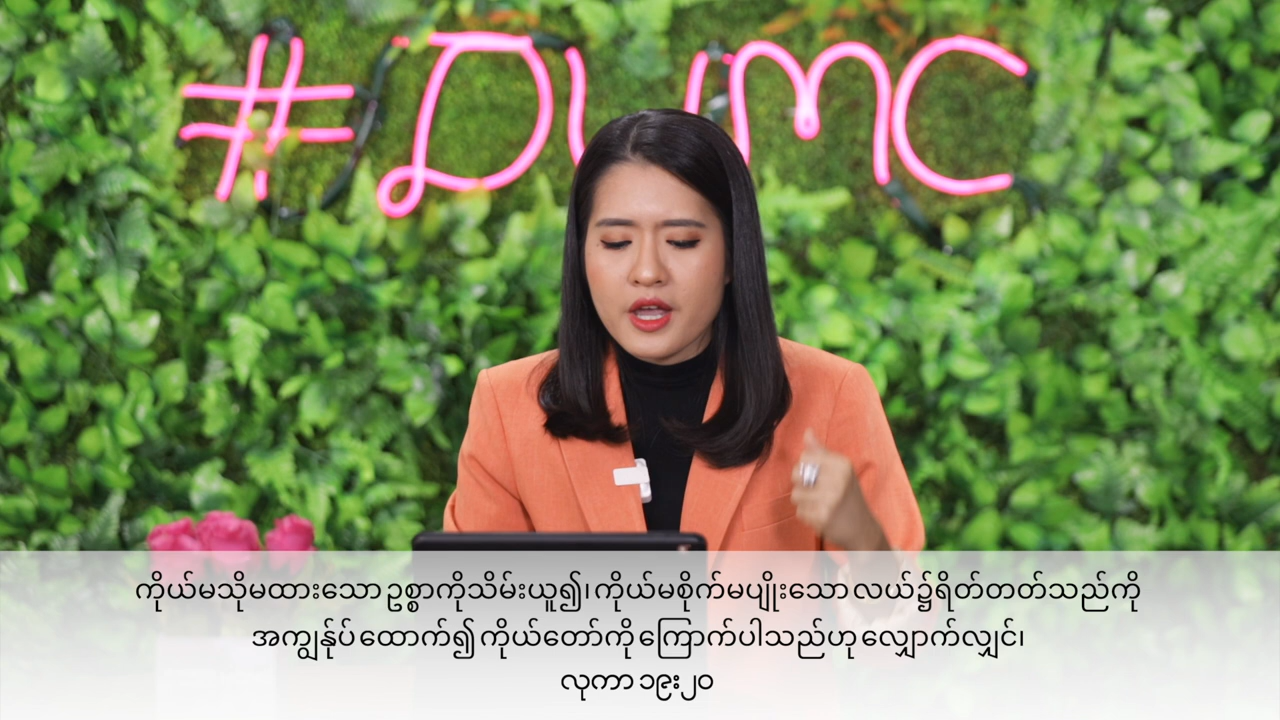 #DUMC
ကိုယ်မသိုမထားသော ဥစ္စာကိုသိမ်းယူ၍၊ ကိုယ်မစိုက်မပျိုးသော လယ်၌ရိတ်တတ်သည်ကို
အကျွန်ုပ် ထောက်၍ ကိုယ်တော်ကို ကြောက်ပါသည်ဟု လျှောက်လျှင်၊
လုကာ ၁၉း၂၀